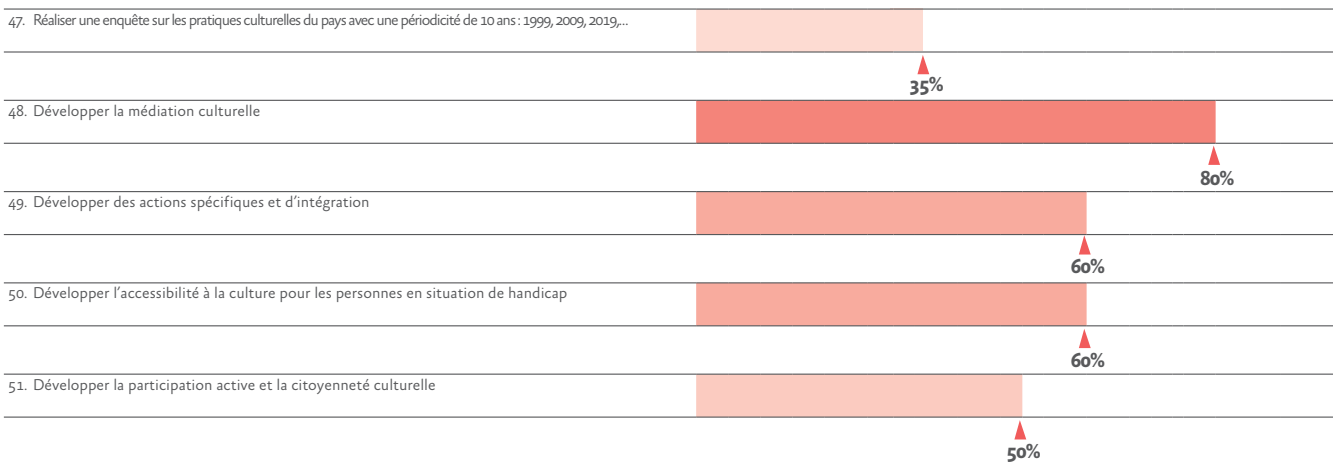 47. Réaliser une enquête sur les pratiques culturelles du pays avec une périodicité de 10 ans : 1999, 2009, 2019,...
35%
48. Développer la médiation culturelle
80%
49. Développer des actions spécifiques et d'intégration
60%
50. Développer l'accessibilité à la culture pour les personnes en situation de handicap
60%
51. Développer la participation active et la citoyenneté culturelle
50%